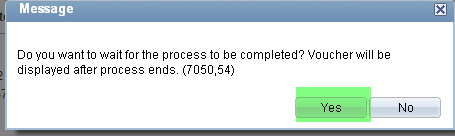 Message
Do you want to wait for the process to be completed? Voucher will be
displayed after process ends. (7050,54)
Yes No